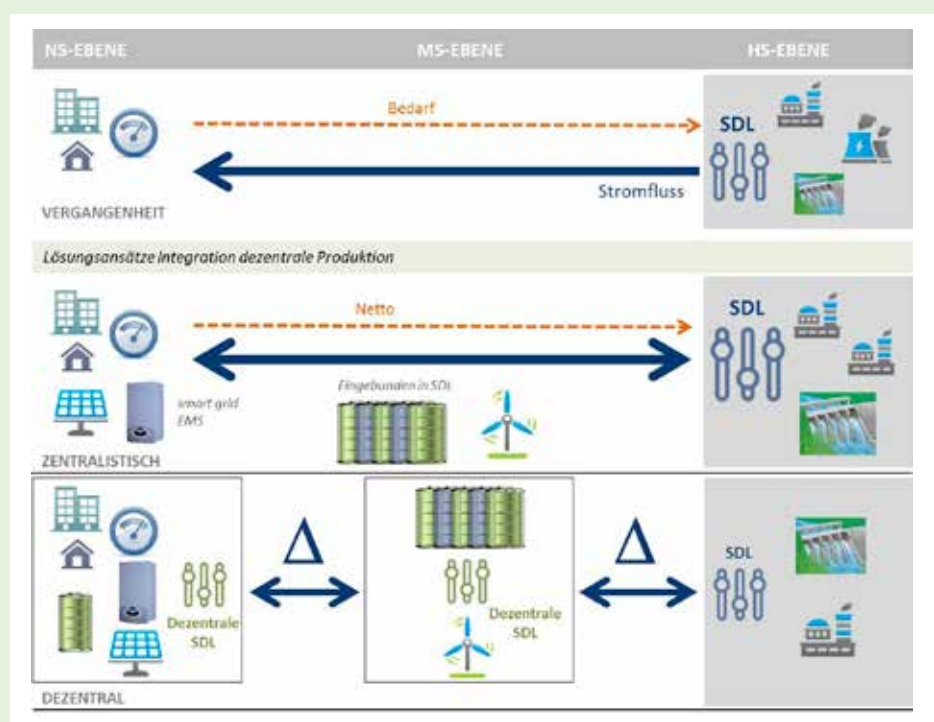 NS-EBENE
MS-EBENE
HS-EBENE
Bedarf
SDL
Stromfluss
VERGANGENHEIT
Lösungsansätze Integration dezentrale Produktion
Netto
SDL
smart grid
EMS
Eingebunden in SDL
ZENTRALISTISCH
Δ
Δ
SDL
Dezentrale
SDL
Dezentrale
SDL
DEZENTRAL